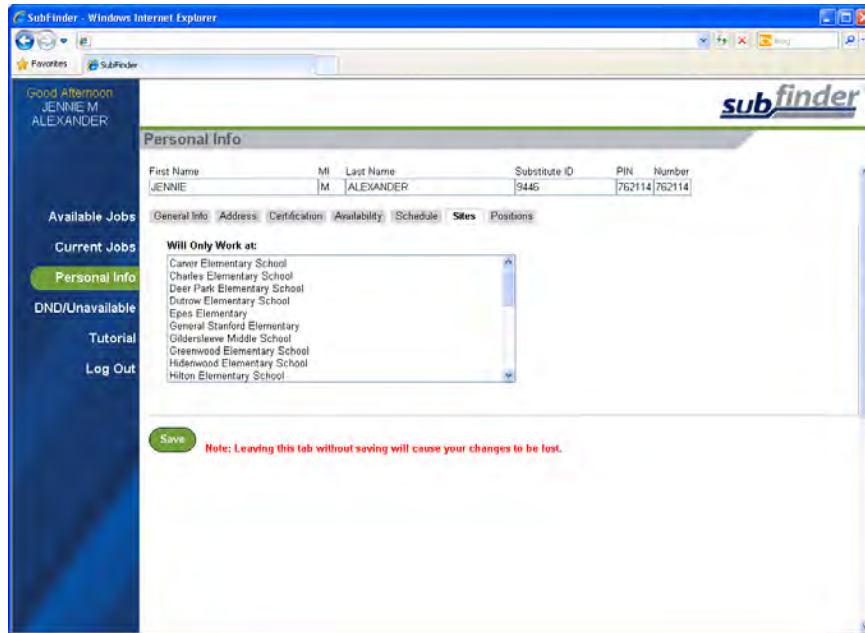 SubFinder - Windows Internet Explorer
Favorites SubFinder
Good Afternoon
JENNIE M
ALEXANDER
subfinder
Personal Info
First Name MI Last Name Substitute ID PIN Number
JENNIE M ALEXANDER 9446 762114 762114
Available Jobs
Current Jobs
Personal Info
DND/Unavailable
Tutorial
Log Out
General Info Address Certification Availability Schedule Sites Positions
Will Only Work at:
Carver Elementary School
Charles Elementary School
Deer Park Elementary School
Dutrow Elementary School
Epes Elementary
General Stanford Elementary
Gildersleeve Middle School
Greenwood Elementary School
Hidenwood Elementary School
Hilton Elementary School
Save
Note: Leaving this tab without saving will cause your changes to be lost.